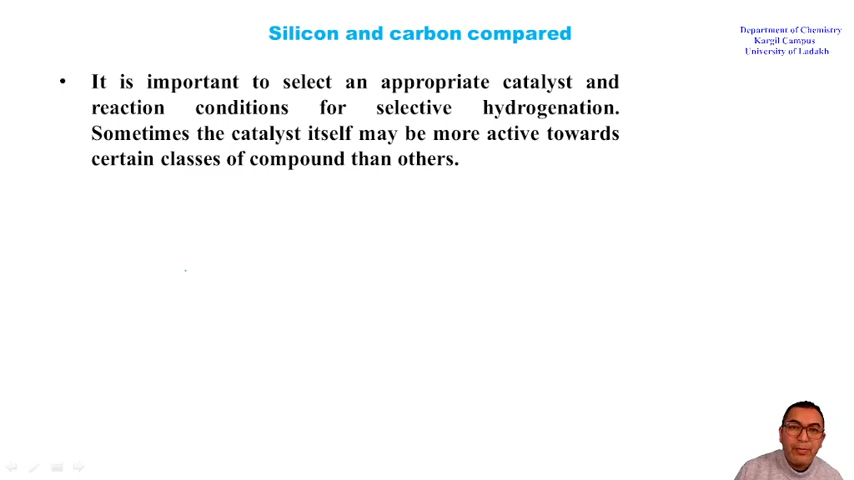 Silicon and carbon compared
Department of Chemistry
Kargil Campus
University of Ladakh
• It is important to select an appropriate catalyst and
reaction conditions for selective hydrogenation.
Sometimes the catalyst itself may be more active towards
certain classes of compound than others.